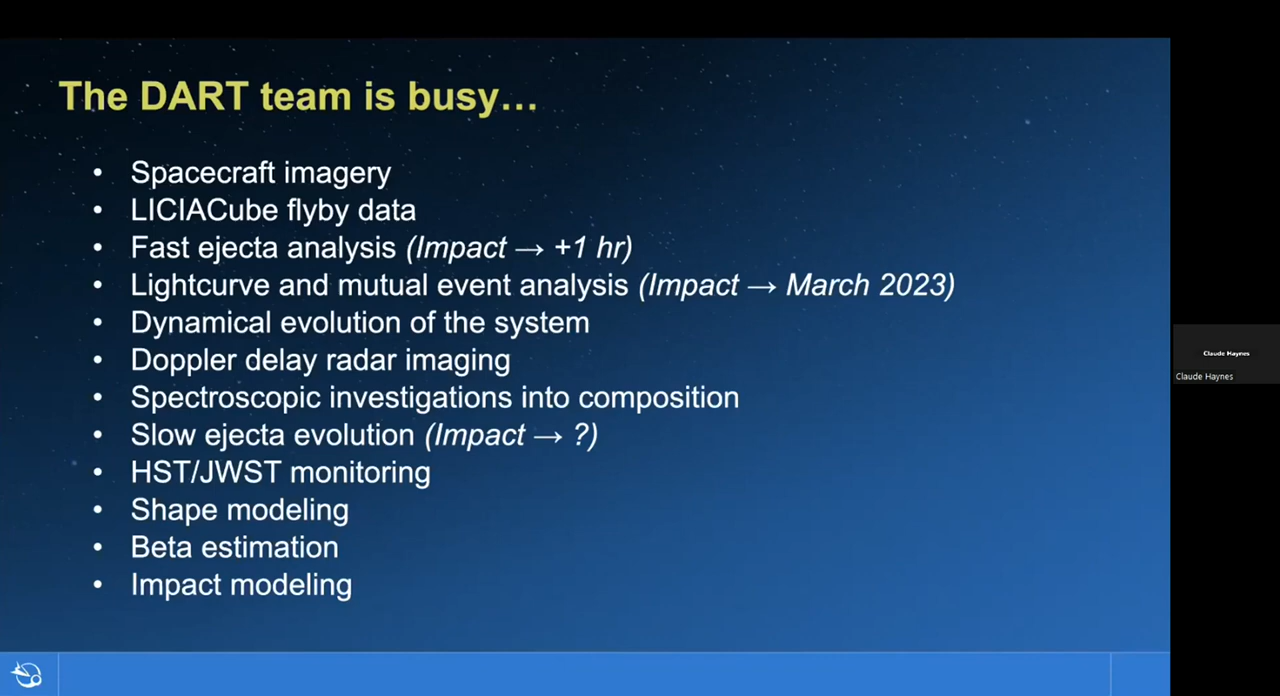 The DART team is busy…
• Spacecraft imagery
• LICIACube flyby data
• Fast ejecta analysis (Impact → +1 hr)
• Lightcurve and mutual event analysis (Impact → March 2023)
• Dynamical evolution of the system
• Doppler delay radar imaging
• Spectroscopic investigations into composition
• Slow ejecta evolution (Impact → ?)
• HST/JWST monitoring
• Shape modeling
• Beta estimation
• Impact modeling
Claude Haynes
Claude Haynes